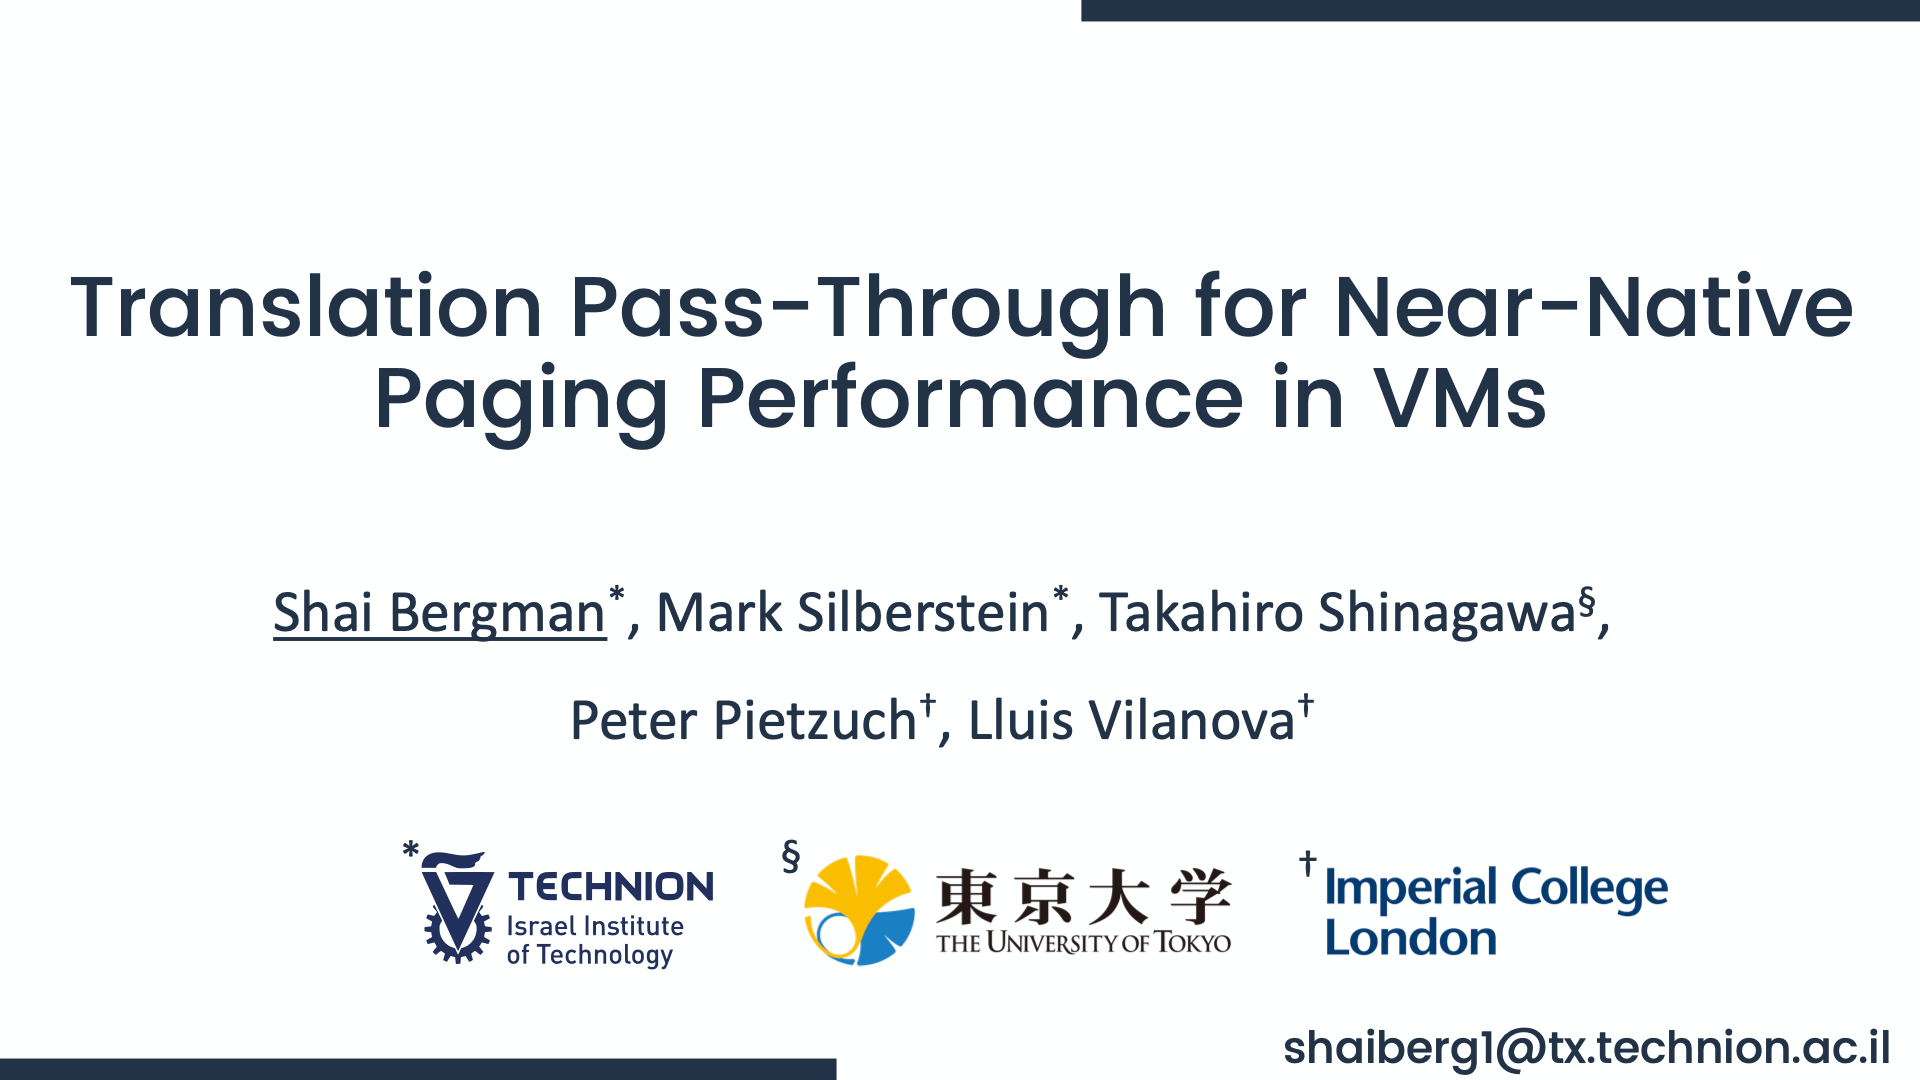 Translation Pass-Through for Near-Native
Paging Performance in VMs
Shai Bergman*, Mark Silberstein*, Takahiro Shinagawa§,
Peter Pietzuch†, Lluis Vilanova†
*
TECHNION
Israel Institute
of Technology
§
東京大学
THE UNIVERSITY OF TOKYO
†
Imperial College
London
shaiberg1@tx.technion.ac.il